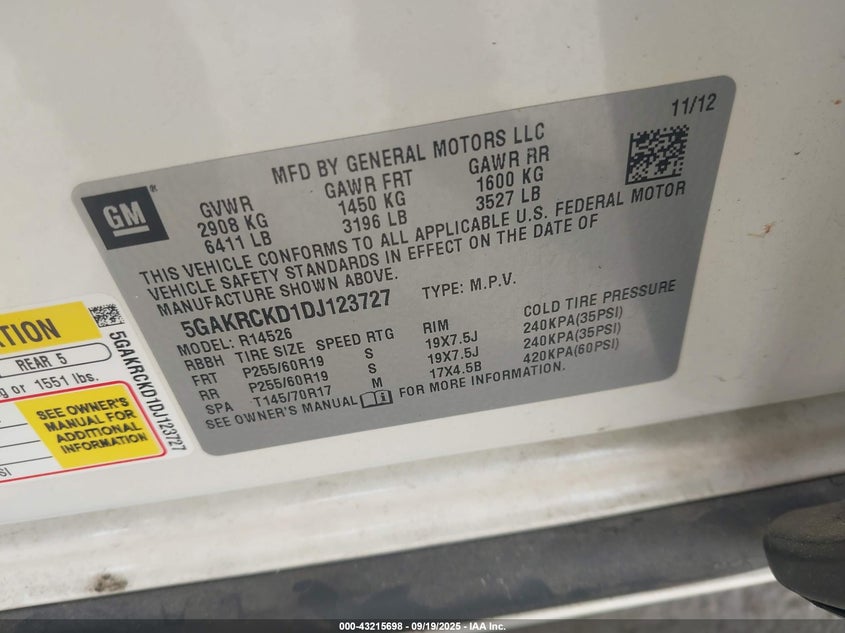 11/12
MFD BY GENERAL MOTORS LLC
GM
®
GVWR GAWR FRT GAWR RR
2908 KG 1450 KG 1600 KG
6411 LB 3196 LB 3527 LB
THIS VEHICLE CONFORMS TO ALL APPLICABLE U.S. FEDERAL MOTOR
VEHICLE SAFETY STANDARDS IN EFFECT ON THE DATE OF
MANUFACTURE SHOWN ABOVE.
5GAKRCKD1DJ123727 TYPE: M.P.V.
MODEL: R14526
RBBH TIRE SIZE SPEED RTG RIM COLD TIRE PRESSURE
FRT P255/60R19 S 19X7.5J 240KPA(35PSI)
RR P255/60R19 S 19X7.5J 240KPA(35PSI)
SPA T145/70R17 M 17X4.5B 420KPA(60PSI)
SEE OWNER'S MANUAL FOR MORE INFORMATION.
REAR 5
or 1551 lbs.
SEE OWNER'S
MANUAL FOR
ADDITIONAL
INFORMATION
5GAKRCKD1DJ123727
000-43215698 - 09/19/2025 - IAA Inc.